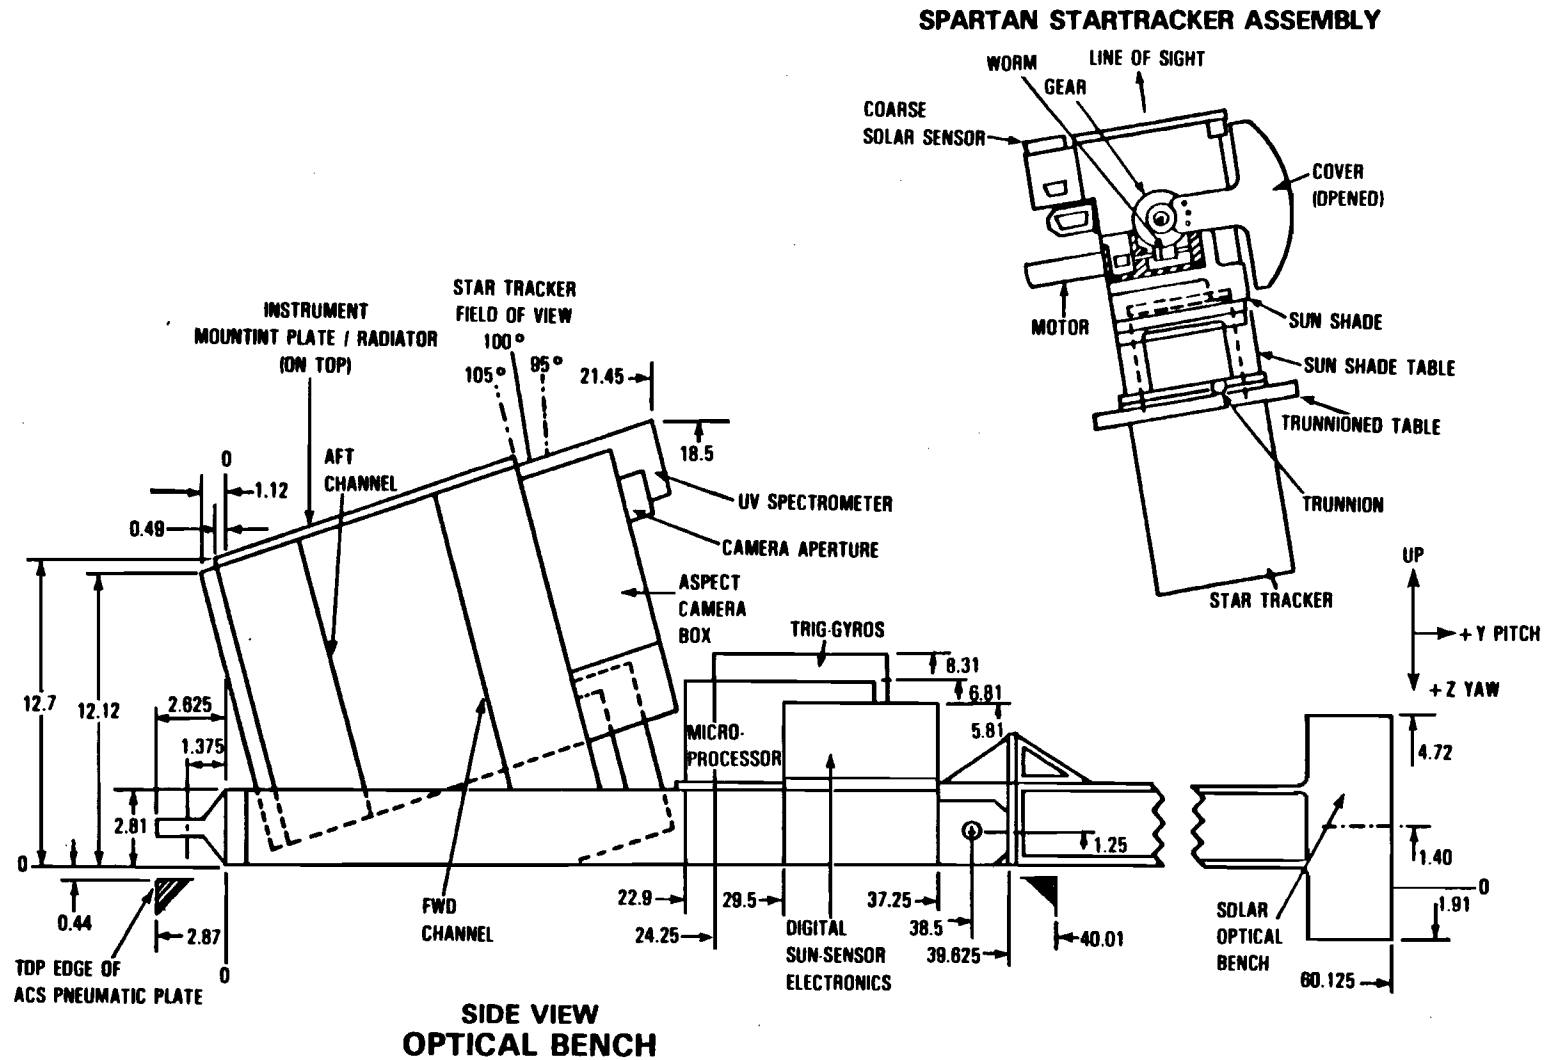 SPARTAN STARTRACKER ASSEMBLY
WORM
LINE OF SIGHT
GEAR
COARSE
SOLAR SENSOR
COVER
(OPENED)
MOTOR
SUN SHADE
SUN SHADE TABLE
TRUNNIONED TABLE
TRUNNION
STAR TRACKER
UP
+ Y PITCH
+ Z YAW
STAR TRACKER
FIELD OF VIEW
100°
105°
95°
21.45
18.5
INSTRUMENT
MOUNTINT PLATE / RADIATOR
(ON TOP)
0
1.12
0.49
AFT
CHANNEL
UV SPECTROMETER
CAMERA APERTURE
ASPECT
CAMERA
BOX
TRIG-GYROS
8.31
6.81
5.81
12.7
12.12
2.625
1.375
2.81
0
MICRO-
PROCESSOR
4.72
1.25
1.40
0
1.91
0.44
2.87
0
TOP EDGE OF
ACS PNEUMATIC PLATE
FWD
CHANNEL
22.9
24.25
29.5
37.25
38.5
39.625
40.01
DIGITAL
SUN-SENSOR
ELECTRONICS
SOLAR
OPTICAL
BENCH
60.125
SIDE VIEW
OPTICAL BENCH